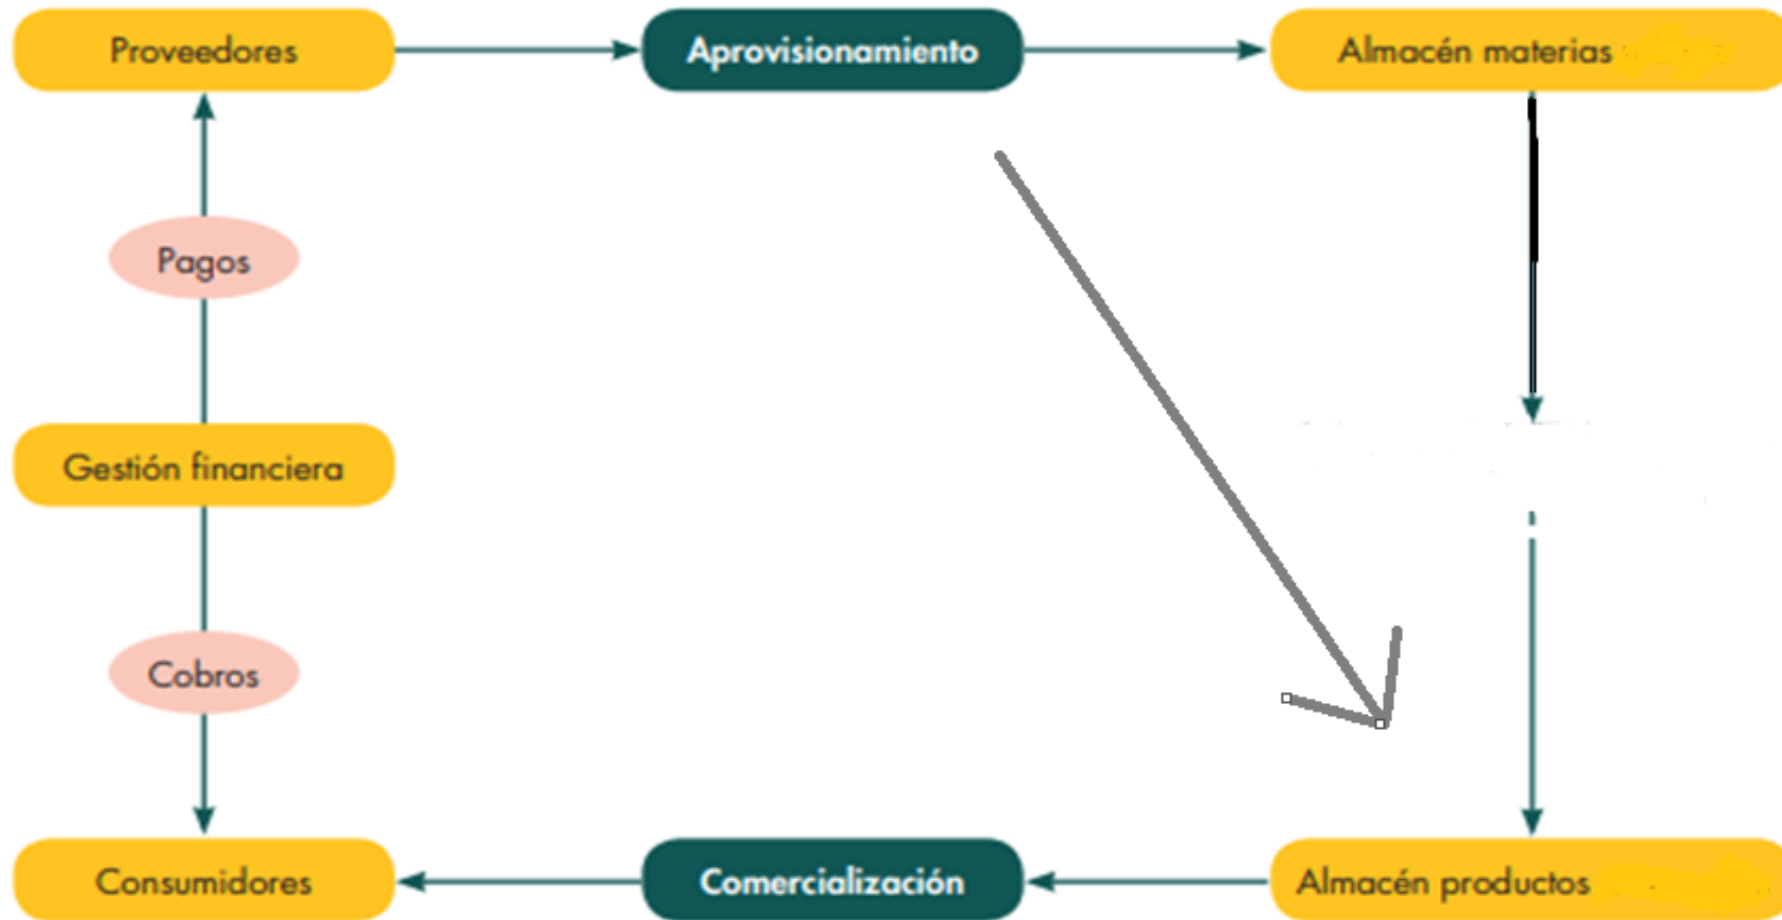 Proveedores
Aprovisionamiento
Almacén materias
Pagos
Gestión financiera
Cobros
Consumidores
Comercialización
Almacén productos